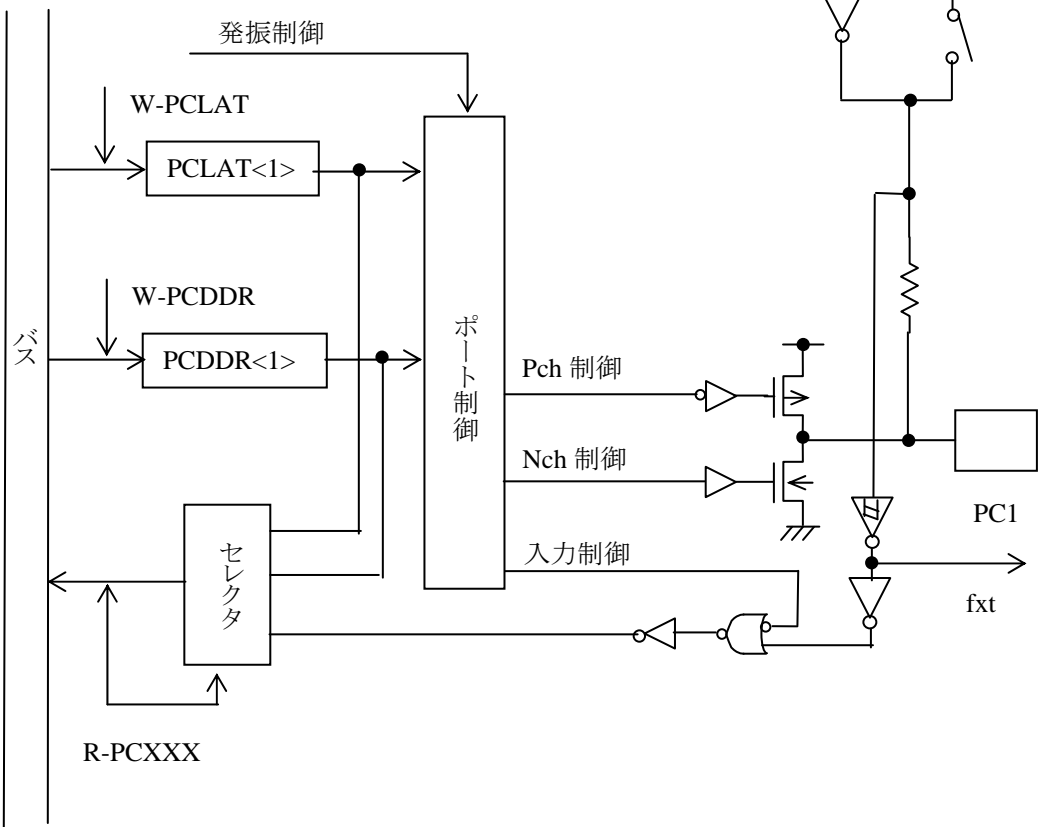 発振制御
W-PCLAT
PCLAT<1>
W-PCDDR
PCDDR<1>
バス
ポート制御
Pch 制御
Nch 制御
PC1
入力制御
セレクタ
fxt
R-PCXXX